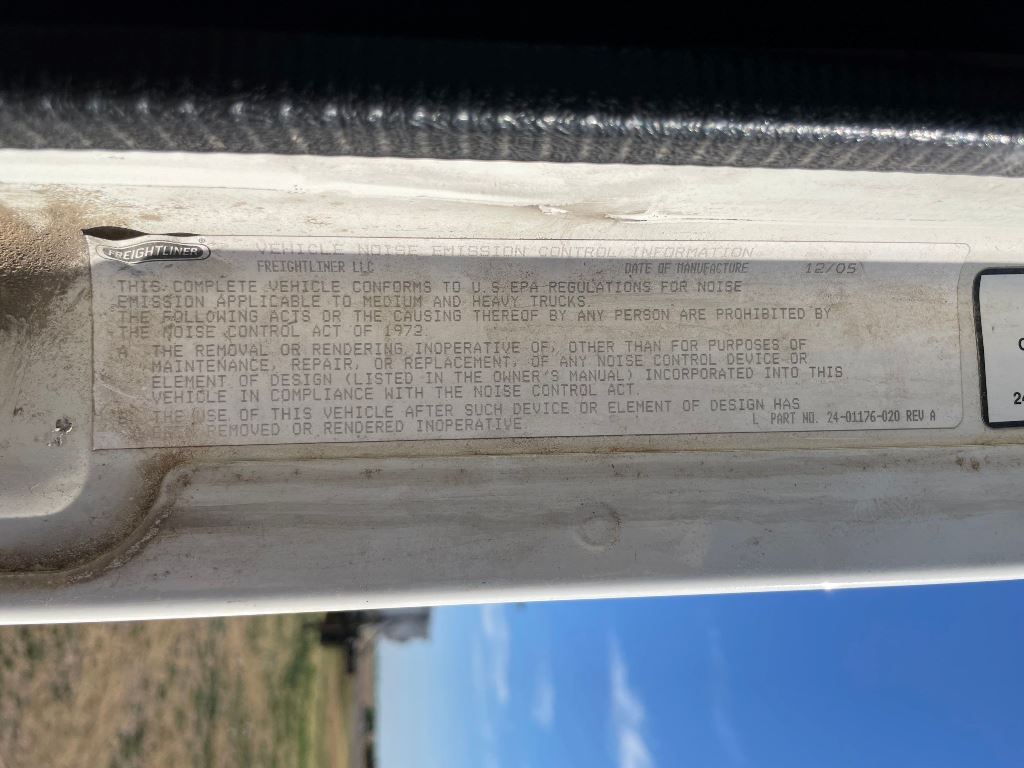 FREIGHTLINER® VEHICLE NOISE EMISSION CONTROL INFORMATION
FREIGHTLINER LLC DATE OF MANUFACTURE 12/05
THIS COMPLETE VEHICLE CONFORMS TO U.S EPA REGULATIONS FOR NOISE
EMISSION APPLICABLE TO MEDIUM AND HEAVY TRUCKS.
THE FOLLOWING ACTS OR THE CAUSING THEREOF BY ANY PERSON ARE PROHIBITED BY
THE NOISE CONTROL ACT OF 1972.
A THE REMOVAL OR RENDERING INOPERATIVE OF, OTHER THAN FOR PURPOSES OF
MAINTENANCE, REPAIR, OR REPLACEMENT, OF ANY NOISE CONTROL DEVICE OR
ELEMENT OF DESIGN (LISTED IN THE OWNER'S MANUAL) INCORPORATED INTO THIS
VEHICLE IN COMPLIANCE WITH THE NOISE CONTROL ACT.
THE USE OF THIS VEHICLE AFTER SUCH DEVICE OR ELEMENT OF DESIGN HAS
REMOVED OR RENDERED INOPERATIVE.
L PART NO. 24-01176-020 REV A
24